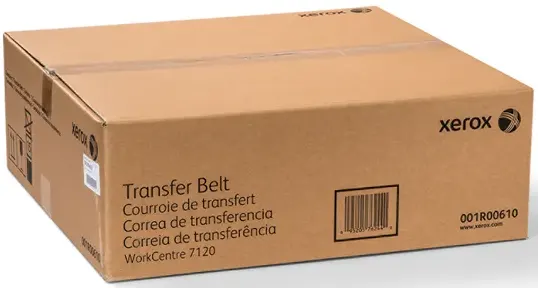 xerox
xerox
Transfer Belt
Courroie de transfert
Correa de transferencia
Correia de transferência
WorkCentre 7120
001R00610
www.xerox.com